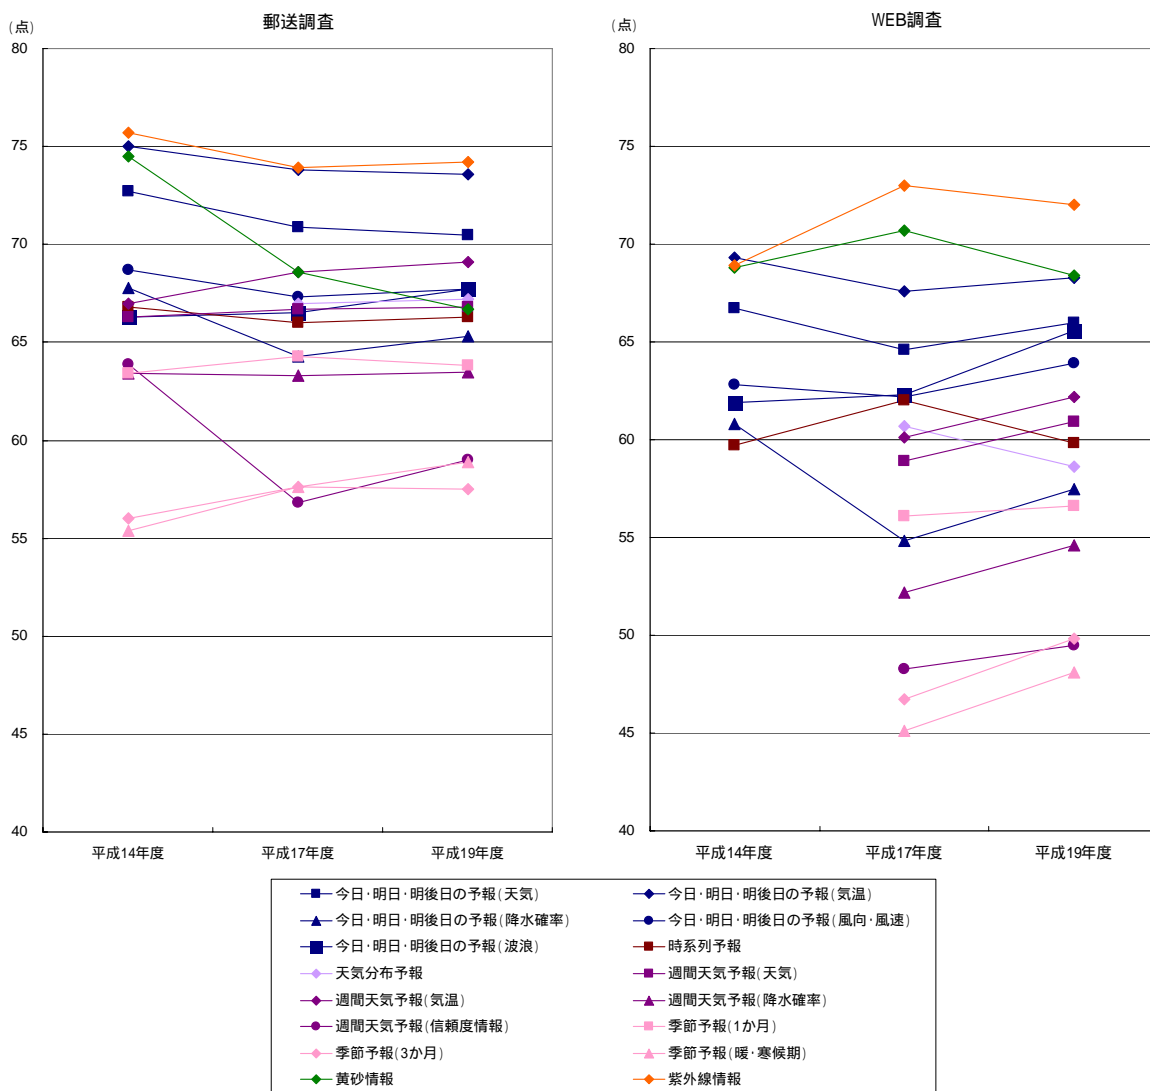 郵送調査
(点)
80
75
70
65
60
55
50
45
40
平成14年度 平成17年度 平成19年度
WEB調査
(点)
80
75
70
65
60
55
50
45
40
平成14年度 平成17年度 平成19年度
今日・明日・明後日の予報(天気) 今日・明日・明後日の予報(気温)
今日・明日・明後日の予報(降水確率) 今日・明日・明後日の予報(風向・風速)
今日・明日・明後日の予報(波浪) 時系列予報
天気分布予報 週間天気予報(天気)
週間天気予報(気温) 週間天気予報(降水確率)
週間天気予報(信頼度情報) 季節予報(1か月)
季節予報(3か月) 季節予報(暖・寒候期)
黄砂情報 紫外線情報